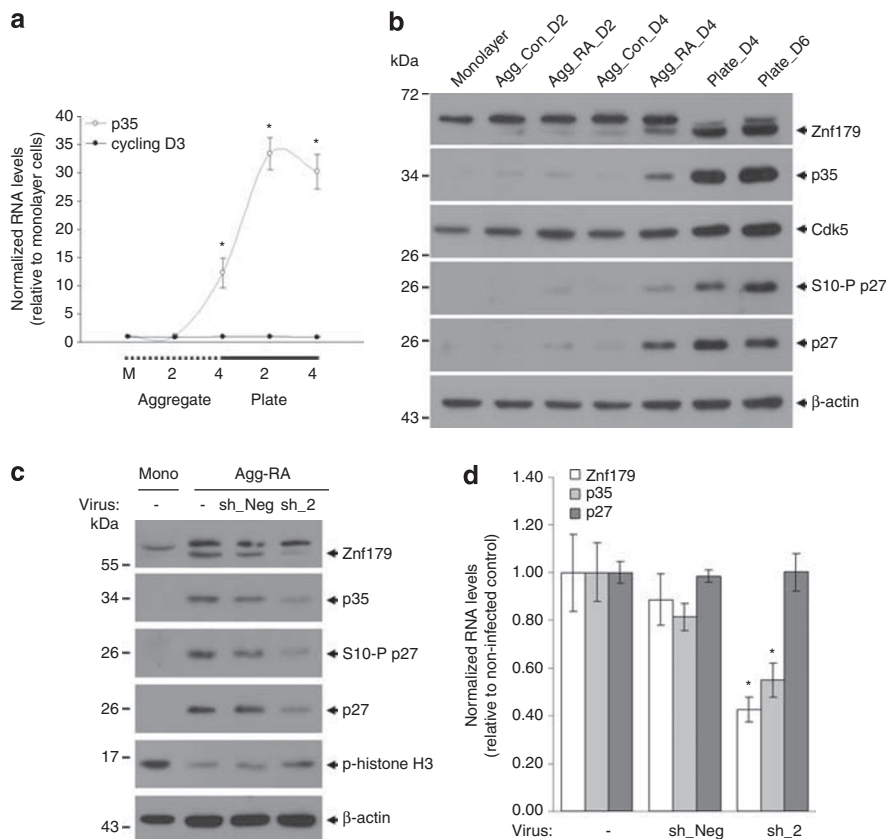 a
Normalized RNA levels
(relative to monolayer cells)
40
35
30
25
20
15
10
5
0
p35
cycling D3
*
*
*
M 2 4 2 4
Aggregate Plate
b
kDa
Monolayer
Agg_Con_D2
Agg_RA_D2
Agg_Con_D4
Agg_RA_D4
Plate_D4
Plate_D6
72
Znf179
34
p35
Cdk5
26
S10-P p27
26
26
p27
β-actin
43
c
Mono Agg-RA
Virus: - - sh_Neg sh_2
kDa
Znf179
55
34
p35
26
S10-P p27
26
p27
17
p-histone H3
β-actin
43
d
Normalized RNA levels
(relative to non-infected control)
1.40
1.20
1.00
0.80
0.60
0.40
0.20
0.00
Znf179
p35
p27
*
*
Virus: - sh_Neg sh_2